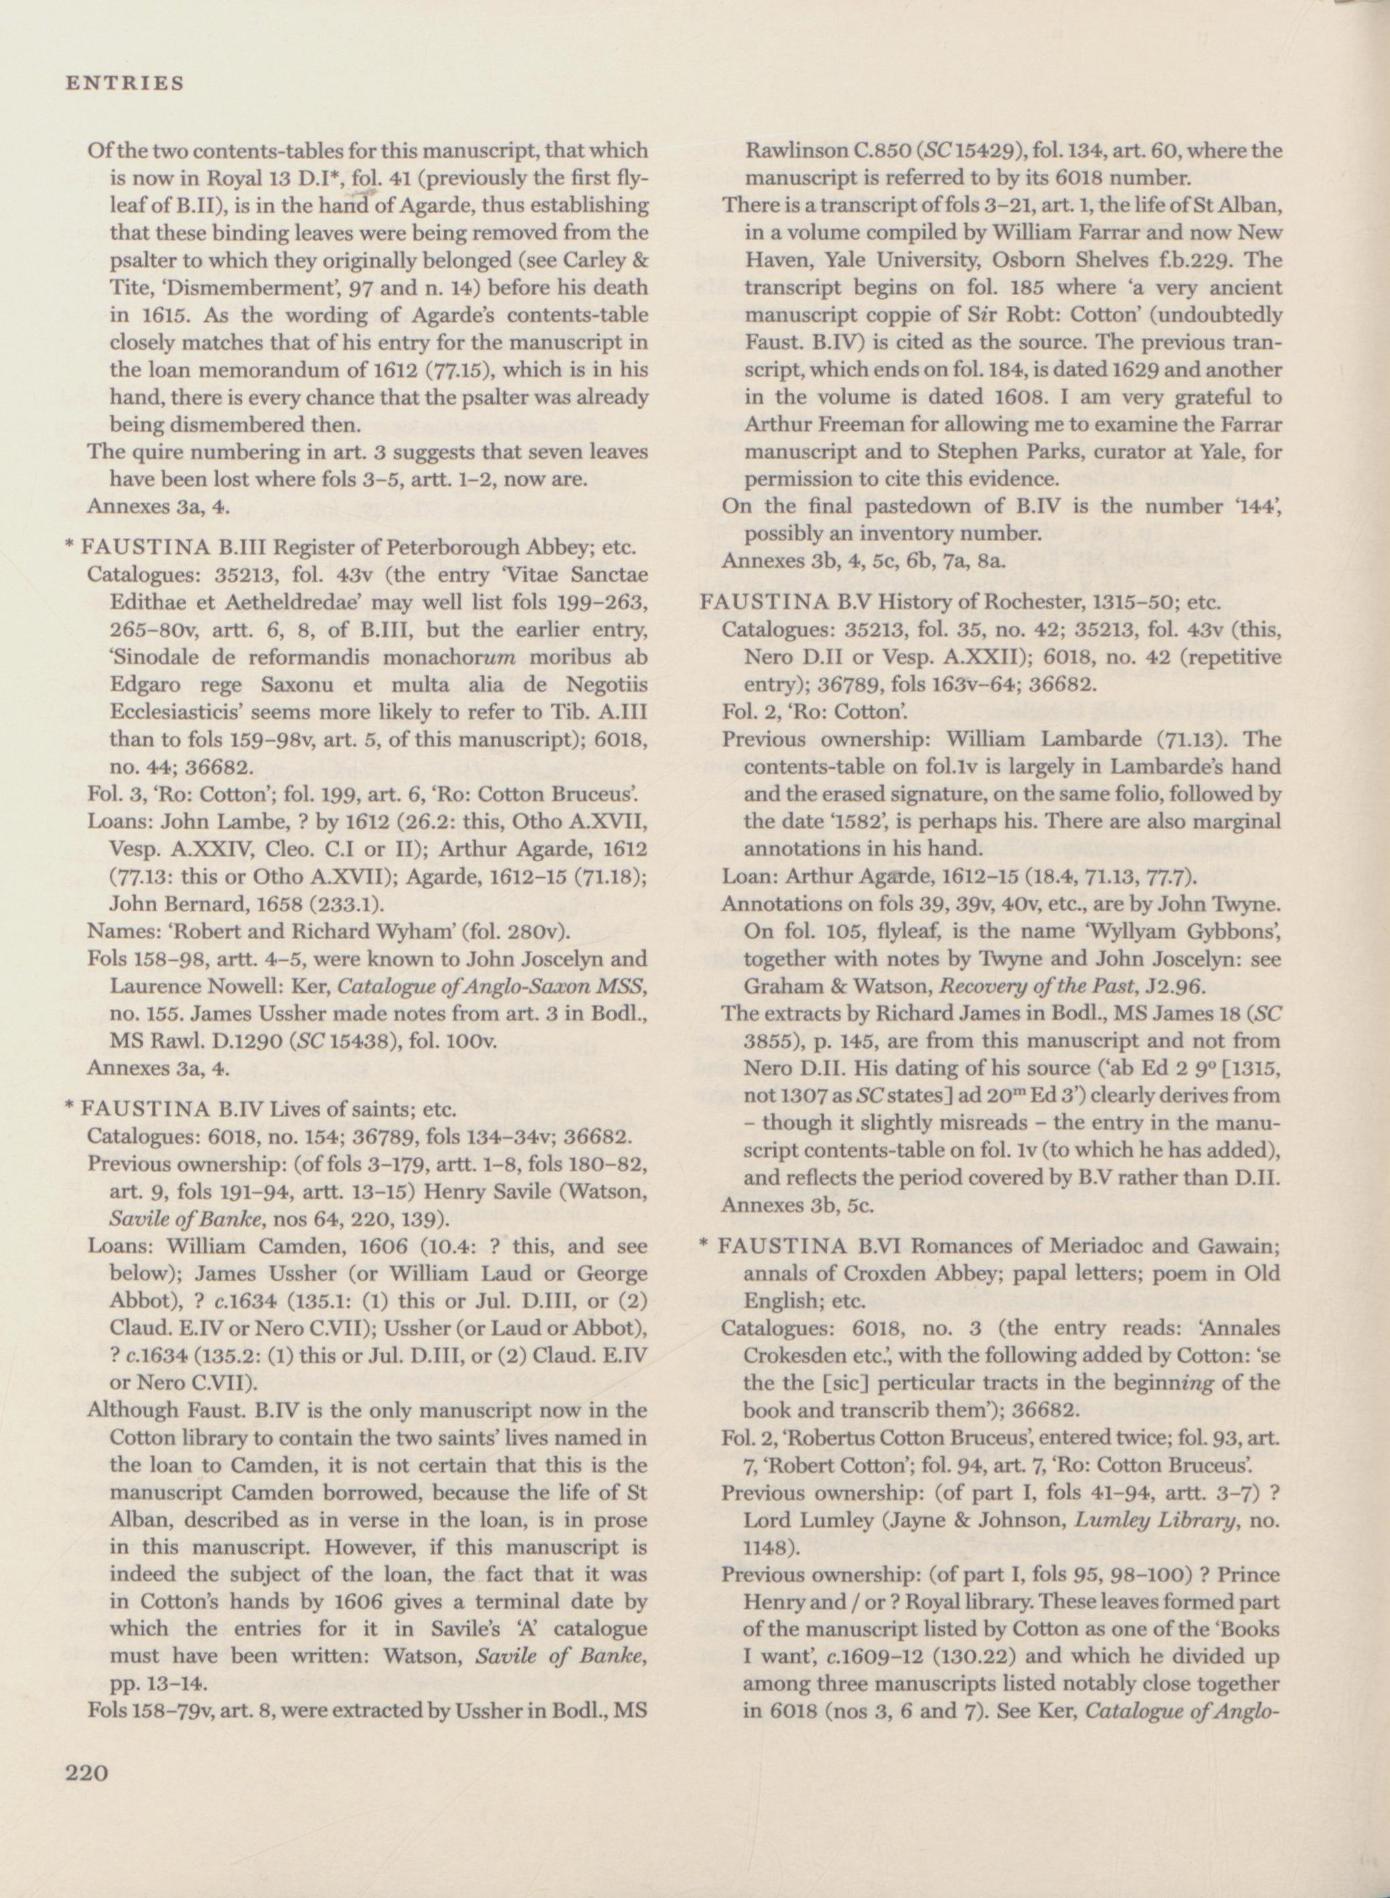 ENTRIES
Of the two contents-tables for this manuscript, that which
is now in Royal 13 D.I*, fol. 41 (previously the first fly-
leaf of B.II), is in the hand of Agarde, thus establishing
that these binding leaves were being removed from the
psalter to which they originally belonged (see Carley &
Tite, ‘Dismemberment’, 97 and n. 14) before his death
in 1615. As the wording of Agarde’s contents-table
closely matches that of his entry for the manuscript in
the loan memorandum of 1612 (77.15), which is in his
hand, there is every chance that the psalter was already
being dismembered then.
The quire numbering in art. 3 suggests that seven leaves
have been lost where fols 3–5, artt. 1–2, now are.
Annexes 3a, 4.
* FAUSTINA B.III Register of Peterborough Abbey; etc.
Catalogues: 35213, fol. 43v (the entry ‘Vitae Sanctae
Edithae et Aetheldredae’ may well list fols 199–263,
265–80v, artt. 6, 8, of B.III, but the earlier entry,
‘Sinodale de reformandis monachorum moribus ab
Edgaro rege Saxonu et multa alia de Negotiis
Ecclesiasticis’ seems more likely to refer to Tib. A.III
than to fols 159–98v, art. 5, of this manuscript); 6018,
no. 44; 36682.
Fol. 3, ‘Ro: Cotton’; fol. 199, art. 6, ‘Ro: Cotton Bruceus’.
Loans: John Lambe, ? by 1612 (26.2: this, Otho A.XVII,
Vesp. A.XXIV, Cleo. C.I or II); Arthur Agarde, 1612
(77.13: this or Otho A.XVII); Agarde, 1612–15 (71.18);
John Bernard, 1658 (233.1).
Names: ‘Robert and Richard Wyham’ (fol. 280v).
Fols 158–98, artt. 4–5, were known to John Joscelyn and
Laurence Nowell: Ker, Catalogue of Anglo-Saxon MSS,
no. 155. James Ussher made notes from art. 3 in Bodl.,
MS Rawl. D.1290 (SC 15438), fol. 100v.
Annexes 3a, 4.
* FAUSTINA B.IV Lives of saints; etc.
Catalogues: 6018, no. 154; 36789, fols 134–34v; 36682.
Previous ownership: (of fols 3–179, artt. 1–8, fols 180–82,
art. 9, fols 191–94, artt. 13–15) Henry Savile (Watson,
Savile of Banke, nos 64, 220, 139).
Loans: William Camden, 1606 (10.4: ? this, and see
below); James Ussher (or William Laud or George
Abbot), ? c.1634 (135.1: (1) this or Jul. D.III, or (2)
Claud. E.IV or Nero C.VII); Ussher (or Laud or Abbot),
? c.1634 (135.2: (1) this or Jul. D.III, or (2) Claud. E.IV
or Nero C.VII).
Although Faust. B.IV is the only manuscript now in the
Cotton library to contain the two saints’ lives named in
the loan to Camden, it is not certain that this is the
manuscript Camden borrowed, because the life of St
Alban, described as in verse in the loan, is in prose
in this manuscript. However, if this manuscript is
indeed the subject of the loan, the fact that it was
in Cotton’s hands by 1606 gives a terminal date by
which the entries for it in Savile’s ‘A’ catalogue
must have been written: Watson, Savile of Banke,
pp. 13–14.
Fols 158–79v, art. 8, were extracted by Ussher in Bodl., MS
Rawlinson C.850 (SC 15429), fol. 134, art. 60, where the
manuscript is referred to by its 6018 number.
There is a transcript of fols 3–21, art. 1, the life of St Alban,
in a volume compiled by William Farrar and now New
Haven, Yale University, Osborn Shelves f.b.229. The
transcript begins on fol. 185 where ‘a very ancient
manuscript coppie of Sir Robt: Cotton’ (undoubtedly
Faust. B.IV) is cited as the source. The previous tran-
script, which ends on fol. 184, is dated 1629 and another
in the volume is dated 1608. I am very grateful to
Arthur Freeman for allowing me to examine the Farrar
manuscript and to Stephen Parks, curator at Yale, for
permission to cite this evidence.
On the final pastedown of B.IV is the number ‘144’,
possibly an inventory number.
Annexes 3b, 4, 5c, 6b, 7a, 8a.
FAUSTINA B.V History of Rochester, 1315–50; etc.
Catalogues: 35213, fol. 35, no. 42; 35213, fol. 43v (this,
Nero D.II or Vesp. A.XXII); 6018, no. 42 (repetitive
entry); 36789, fols 163v–64; 36682.
Fol. 2, ‘Ro: Cotton’.
Previous ownership: William Lambarde (71.13). The
contents-table on fol.1v is largely in Lambarde’s hand
and the erased signature, on the same folio, followed by
the date ‘1582’, is perhaps his. There are also marginal
annotations in his hand.
Loan: Arthur Agarde, 1612–15 (18.4, 71.13, 77.7).
Annotations on fols 39, 39v, 40v, etc., are by John Twyne.
On fol. 105, flyleaf, is the name ‘Wyllyam Gybbons’,
together with notes by Twyne and John Joscelyn: see
Graham & Watson, Recovery of the Past, J2.96.
The extracts by Richard James in Bodl., MS James 18 (SC
3855), p. 145, are from this manuscript and not from
Nero D.II. His dating of his source (‘ab Ed 2 9º [1315,
not 1307 as SC states] ad 20ᵐ Ed 3’) clearly derives from
– though it slightly misreads – the entry in the manu-
script contents-table on fol. 1v (to which he has added),
and reflects the period covered by B.V rather than D.II.
Annexes 3b, 5c.
* FAUSTINA B.VI Romances of Meriadoc and Gawain;
annals of Croxden Abbey; papal letters; poem in Old
English; etc.
Catalogues: 6018, no. 3 (the entry reads: ‘Annales
Crokesden etc.’, with the following added by Cotton: ‘se
the the [sic] perticular tracts in the beginning of the
book and transcrib them’); 36682.
Fol. 2, ‘Robertus Cotton Bruceus’, entered twice; fol. 93, art.
7, ‘Robert Cotton’; fol. 94, art. 7, ‘Ro: Cotton Bruceus’.
Previous ownership: (of part I, fols 41–94, artt. 3–7) ?
Lord Lumley (Jayne & Johnson, Lumley Library, no.
1148).
Previous ownership: (of part I, fols 95, 98–100) ? Prince
Henry and / or ? Royal library. These leaves formed part
of the manuscript listed by Cotton as one of the ‘Books
I want’, c.1609–12 (130.22) and which he divided up
among three manuscripts listed notably close together
in 6018 (nos 3, 6 and 7). See Ker, Catalogue of Anglo-
220